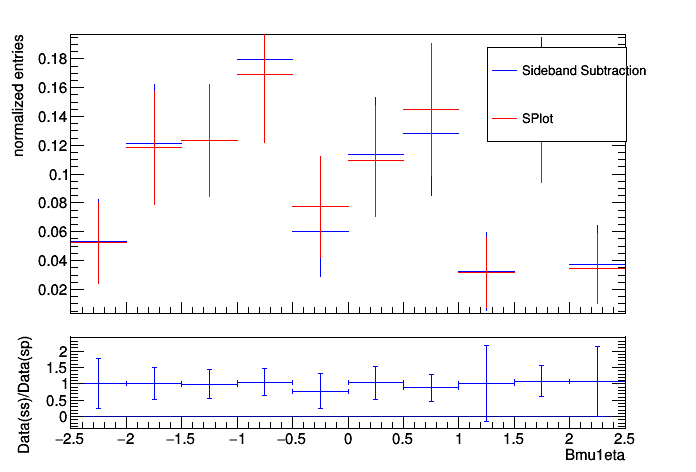 normalized entries
0.18
0.16
0.14
0.12
0.1
0.08
0.06
0.04
0.02
Sideband Subtraction
SPlot
Data(ss)/Data(sp)
2
1.5
1
0.5
0
−2.5 −2 −1.5 −1 −0.5 0 0.5 1 1.5 2 2.5
Bmu1eta